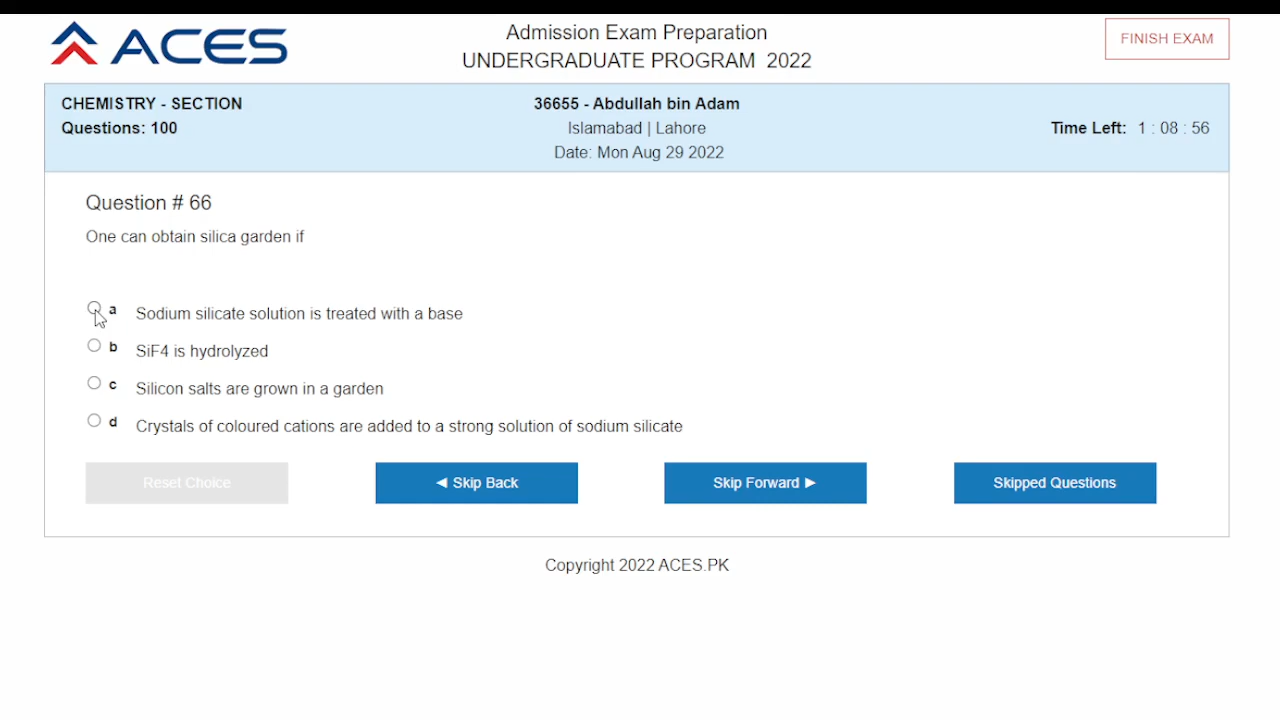 ACES
Admission Exam Preparation
UNDERGRADUATE PROGRAM 2022
FINISH EXAM
CHEMISTRY - SECTION
Questions: 100
36655 - Abdullah bin Adam
Islamabad | Lahore
Date: Mon Aug 29 2022
Time Left: 1 : 08 : 56
Question # 66
One can obtain silica garden if
a Sodium silicate solution is treated with a base
b SiF4 is hydrolyzed
c Silicon salts are grown in a garden
d Crystals of coloured cations are added to a strong solution of sodium silicate
Reset Choice
◄ Skip Back
Skip Forward ►
Skipped Questions
Copyright 2022 ACES.PK